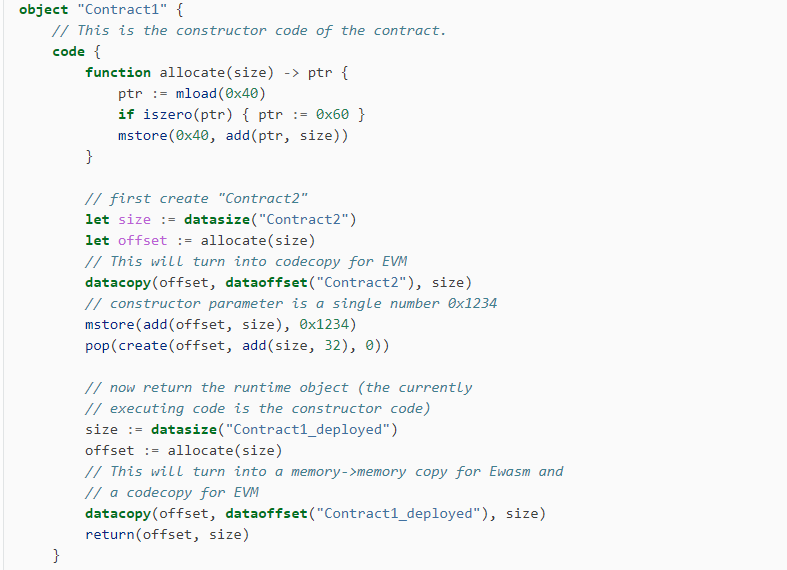 object "Contract1" {
    // This is the constructor code of the contract.
    code {
        function allocate(size) -> ptr {
            ptr := mload(0x40)
            if iszero(ptr) { ptr := 0x60 }
            mstore(0x40, add(ptr, size))
        }

        // first create "Contract2"
        let size := datasize("Contract2")
        let offset := allocate(size)
        // This will turn into codecopy for EVM
        datacopy(offset, dataoffset("Contract2"), size)
        // constructor parameter is a single number 0x1234
        mstore(add(offset, size), 0x1234)
        pop(create(offset, add(size, 32), 0))

        // now return the runtime object (the currently
        // executing code is the constructor code)
        size := datasize("Contract1_deployed")
        offset := allocate(size)
        // This will turn into a memory->memory copy for Ewasm and
        // a codecopy for EVM
        datacopy(offset, dataoffset("Contract1_deployed"), size)
        return(offset, size)
    }